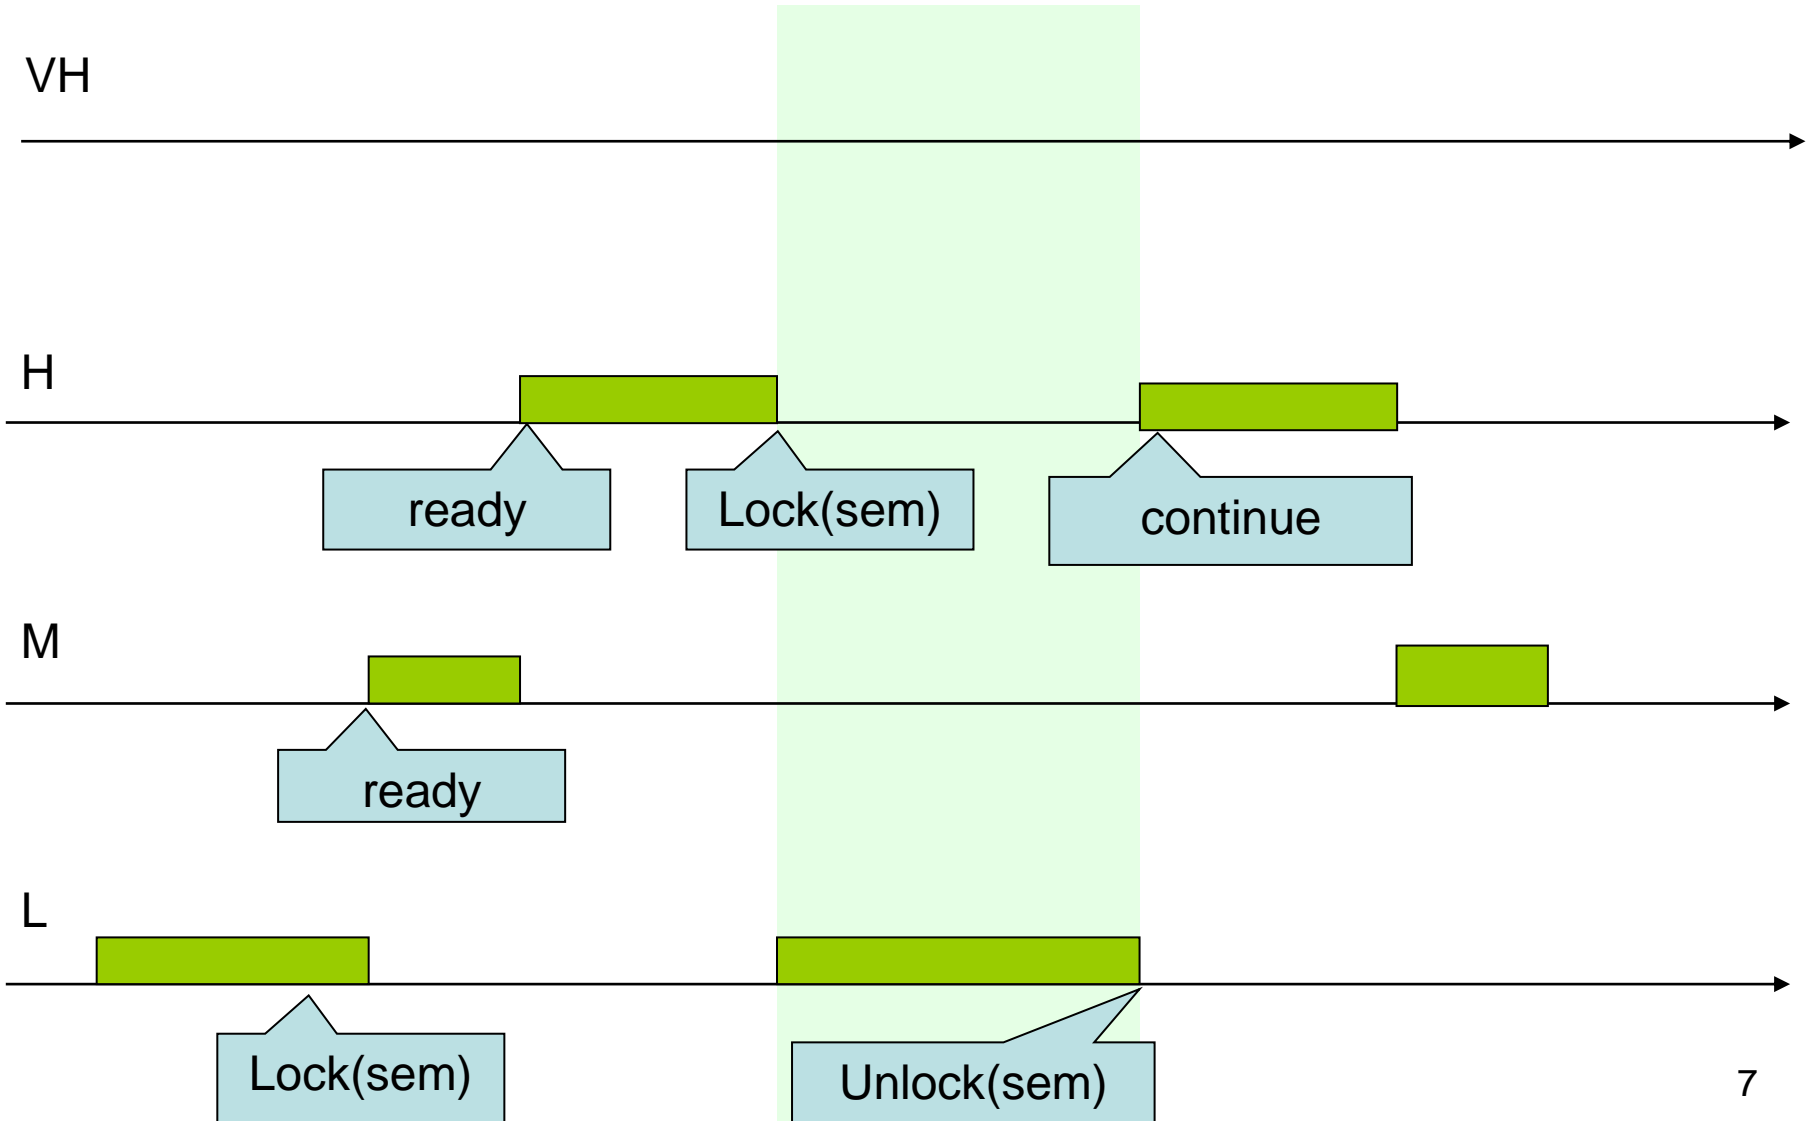 VH
H
ready
Lock(sem)
continue
M
ready
L
Lock(sem)
Unlock(sem)
7